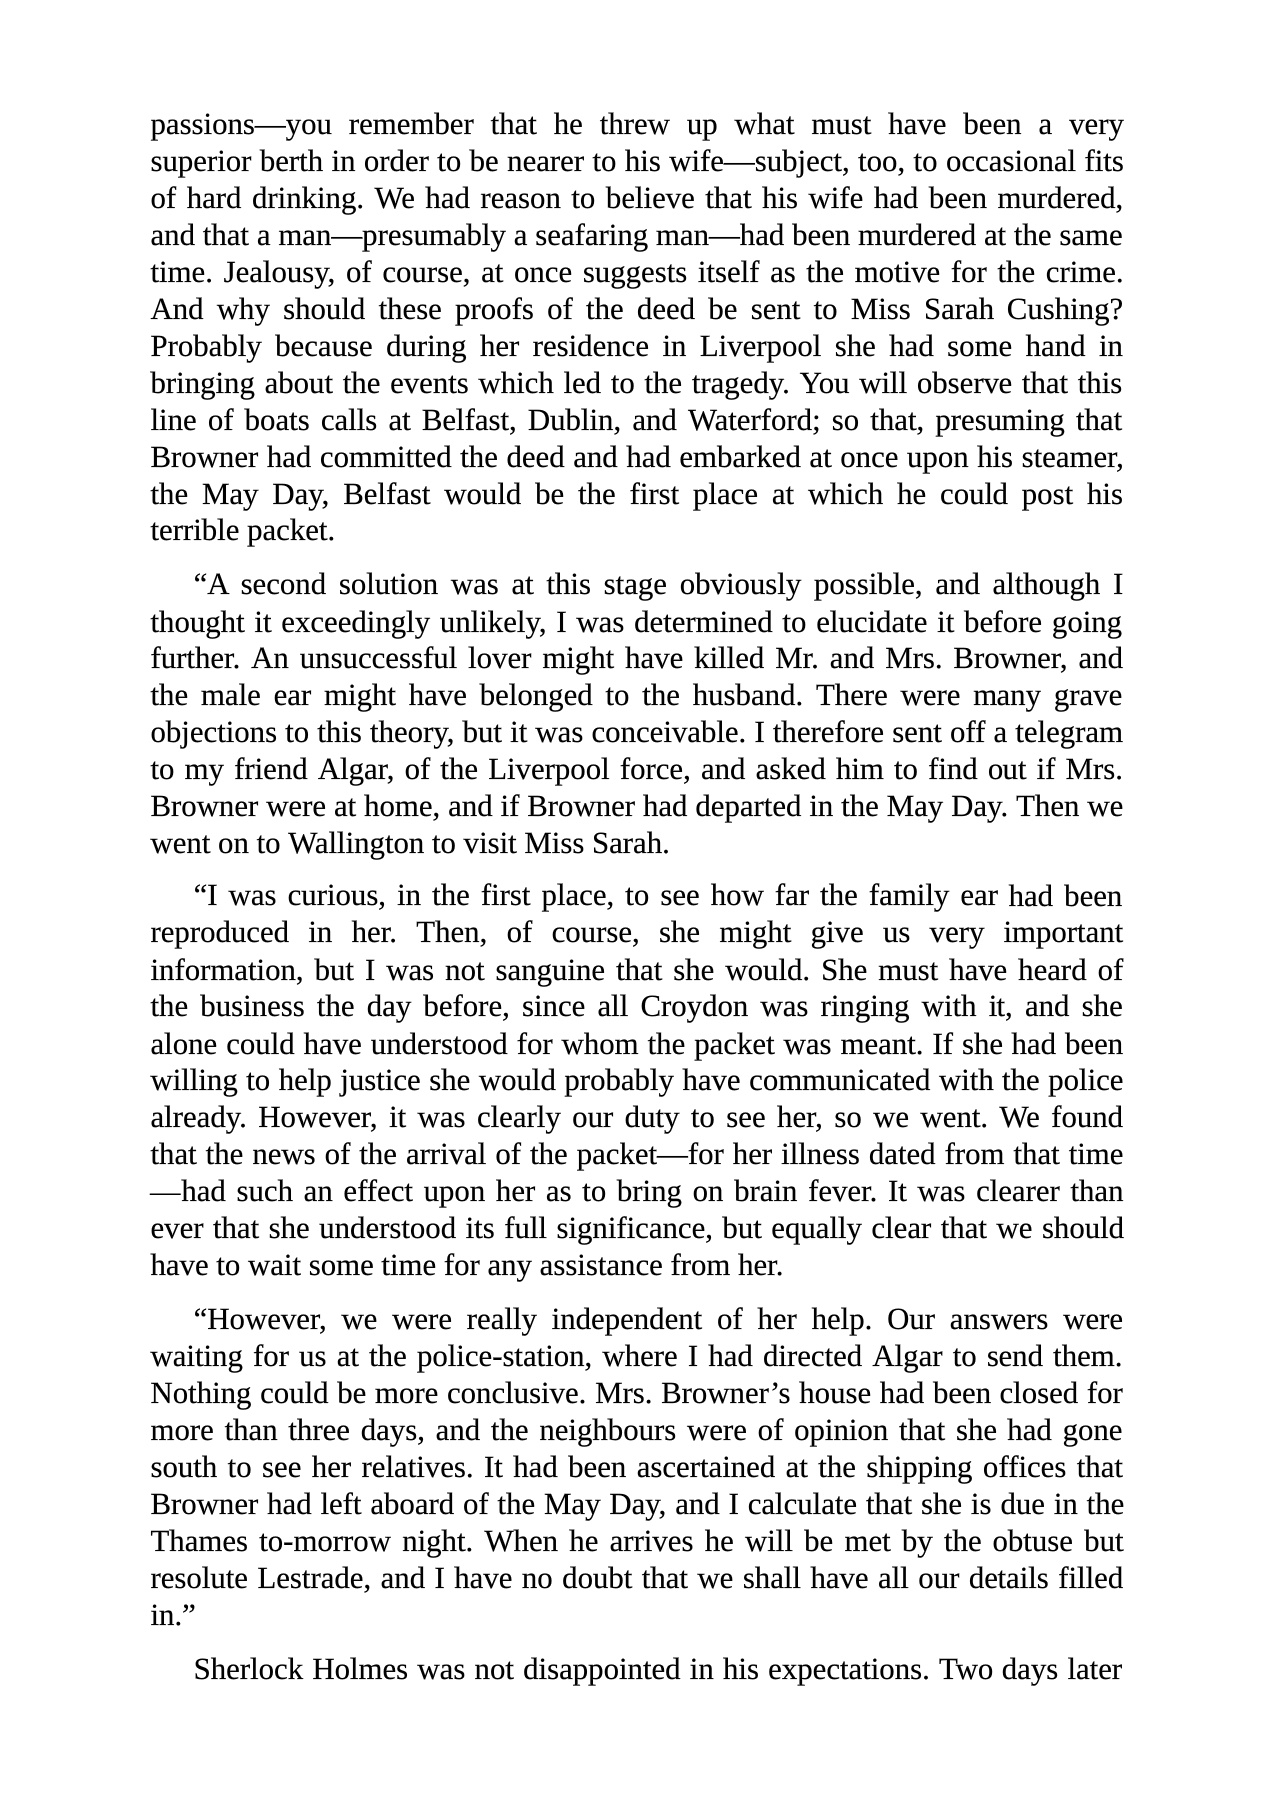 passions—you remember that he threw up what must have been a very
superior berth in order to be nearer to his wife—subject, too, to occasional fits
of hard drinking. We had reason to believe that his wife had been murdered,
and that a man—presumably a seafaring man—had been murdered at the same
time. Jealousy, of course, at once suggests itself as the motive for the crime.
And why should these proofs of the deed be sent to Miss Sarah Cushing?
Probably because during her residence in Liverpool she had some hand in
bringing about the events which led to the tragedy. You will observe that this
line of boats calls at Belfast, Dublin, and Waterford; so that, presuming that
Browner had committed the deed and had embarked at once upon his steamer,
the May Day, Belfast would be the first place at which he could post his
terrible packet.
“A second solution was at this stage obviously possible, and although I
thought it exceedingly unlikely, I was determined to elucidate it before going
further. An unsuccessful lover might have killed Mr. and Mrs. Browner, and
the male ear might have belonged to the husband. There were many grave
objections to this theory, but it was conceivable. I therefore sent off a telegram
to my friend Algar, of the Liverpool force, and asked him to find out if Mrs.
Browner were at home, and if Browner had departed in the May Day. Then we
went on to Wallington to visit Miss Sarah.
“I was curious, in the first place, to see how far the family ear had been
reproduced in her. Then, of course, she might give us very important
information, but I was not sanguine that she would. She must have heard of
the business the day before, since all Croydon was ringing with it, and she
alone could have understood for whom the packet was meant. If she had been
willing to help justice she would probably have communicated with the police
already. However, it was clearly our duty to see her, so we went. We found
that the news of the arrival of the packet—for her illness dated from that time
—had such an effect upon her as to bring on brain fever. It was clearer than
ever that she understood its full significance, but equally clear that we should
have to wait some time for any assistance from her.
“However, we were really independent of her help. Our answers were
waiting for us at the police-station, where I had directed Algar to send them.
Nothing could be more conclusive. Mrs. Browner’s house had been closed for
more than three days, and the neighbours were of opinion that she had gone
south to see her relatives. It had been ascertained at the shipping offices that
Browner had left aboard of the May Day, and I calculate that she is due in the
Thames to-morrow night. When he arrives he will be met by the obtuse but
resolute Lestrade, and I have no doubt that we shall have all our details filled
in.”
Sherlock Holmes was not disappointed in his expectations. Two days later